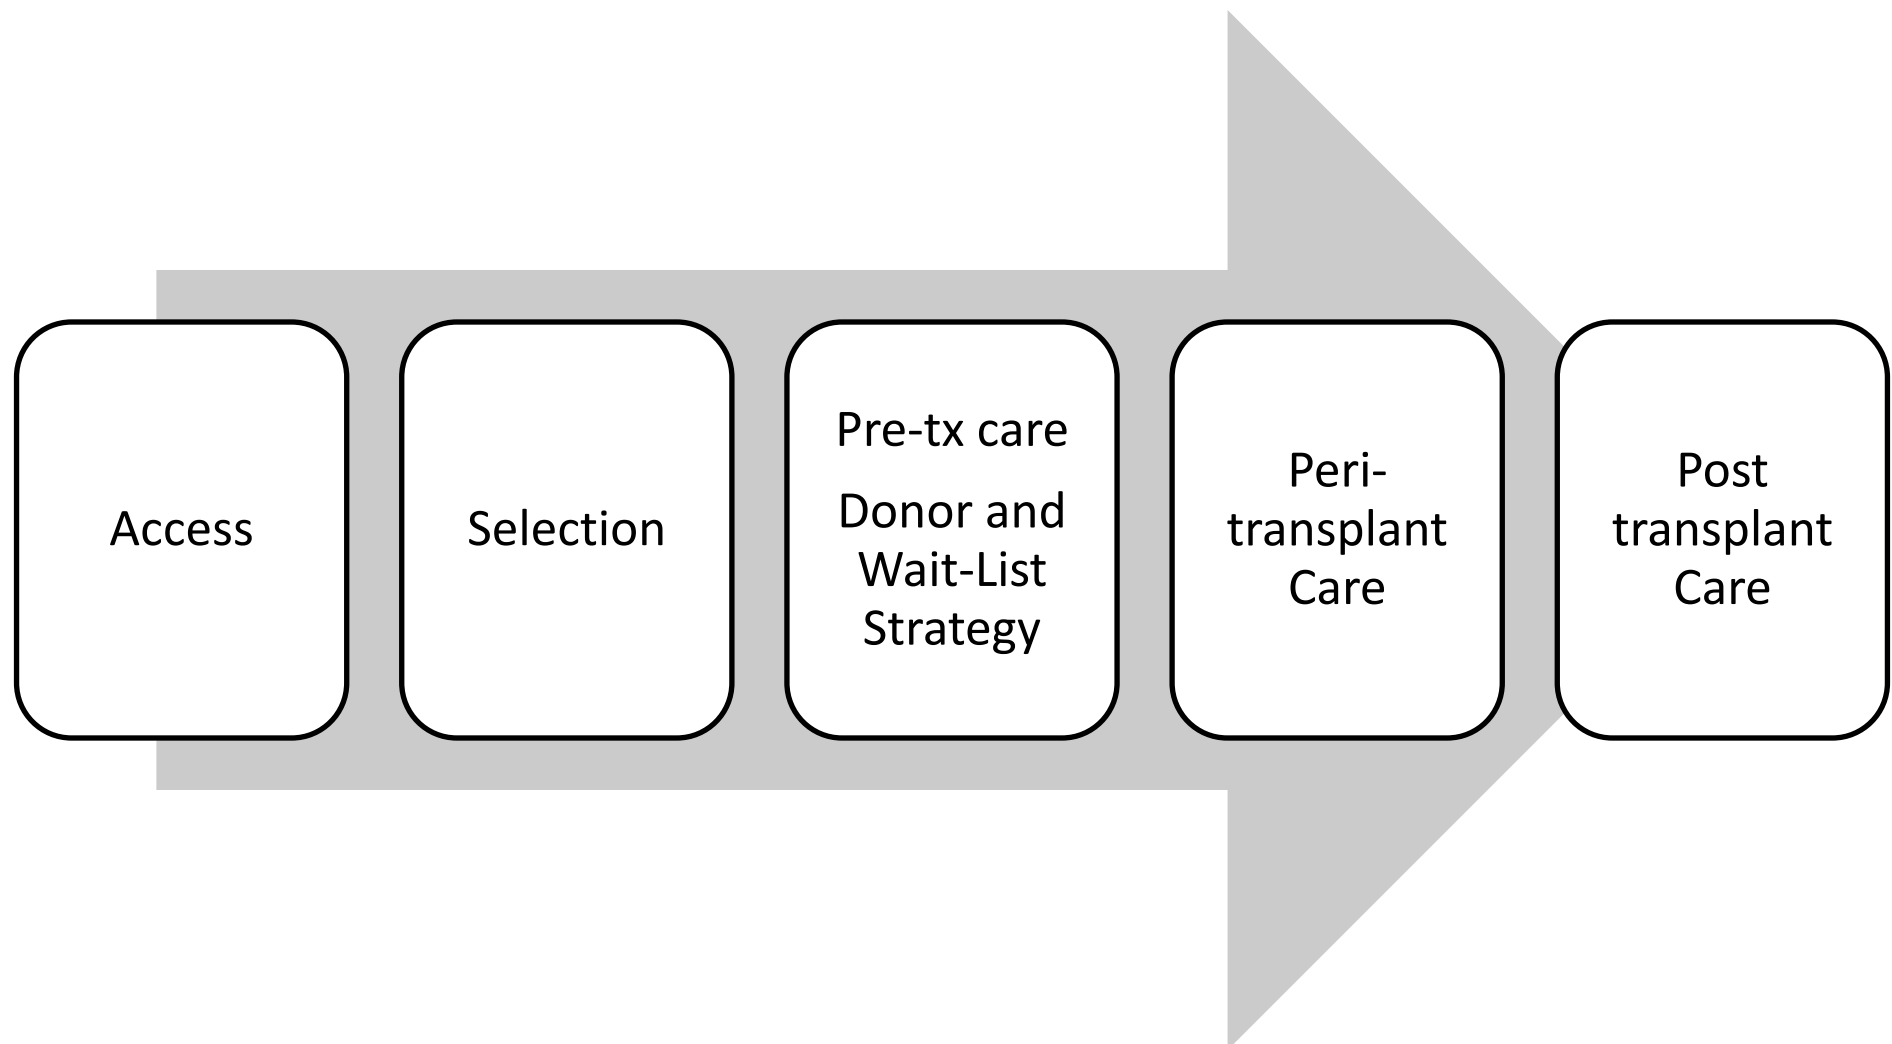 Access
Selection
Pre-tx care
Donor and
Wait-List
Strategy
Peri-
transplant
Care
Post
transplant
Care